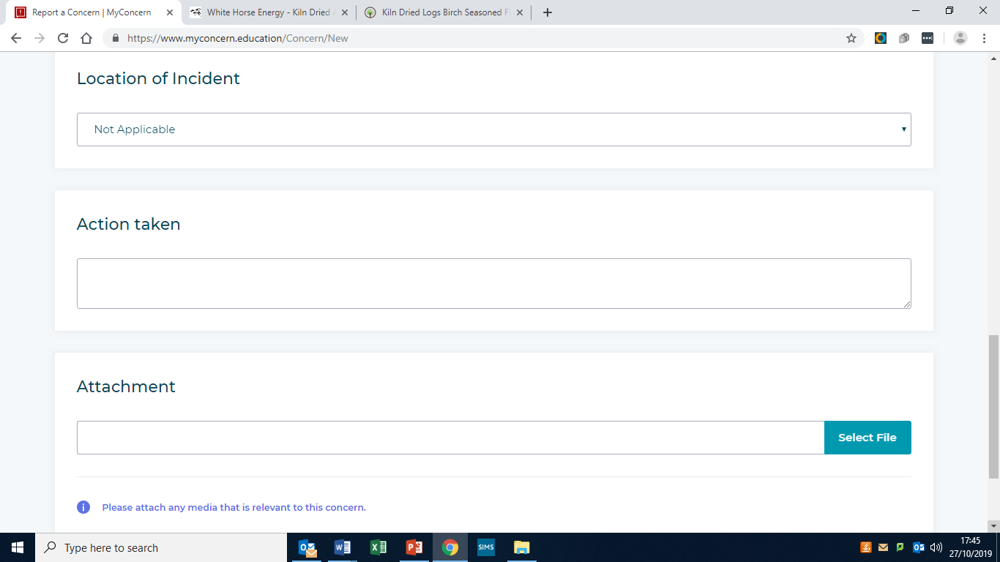 Report a Concern | MyConcern
White Horse Energy - Kiln Dried
Kiln Dried Logs Birch Seasoned F
https://www.myconcern.education/Concern/New
Location of Incident
Not Applicable
Action taken
Attachment
Select File
Please attach any media that is relevant to this concern.
Type here to search
SIMS
17:45
27/10/2019